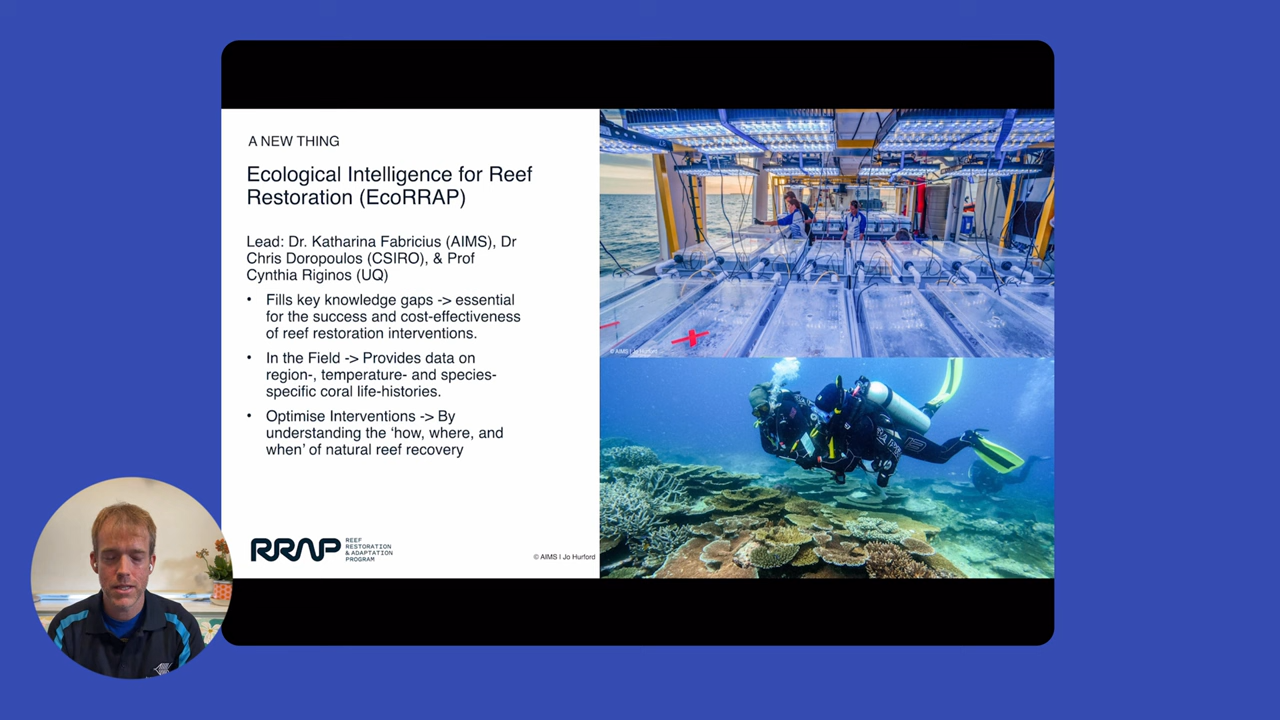 A NEW THING
Ecological Intelligence for Reef
Restoration (EcoRRAP)
Lead: Dr. Katharina Fabricius (AIMS), Dr
Chris Doropoulos (CSIRO), & Prof
Cynthia Riginos (UQ)
• Fills key knowledge gaps -> essential
for the success and cost-effectiveness
of reef restoration interventions.
• In the Field -> Provides data on
region-, temperature- and species-
specific coral life-histories.
• Optimise Interventions -> By
understanding the ‘how, where, and
when’ of natural reef recovery
RRAP
REEF
RESTORATION
& ADAPTATION
PROGRAM
© AIMS | Jo Hurford
© AIMS | Jo Hurford